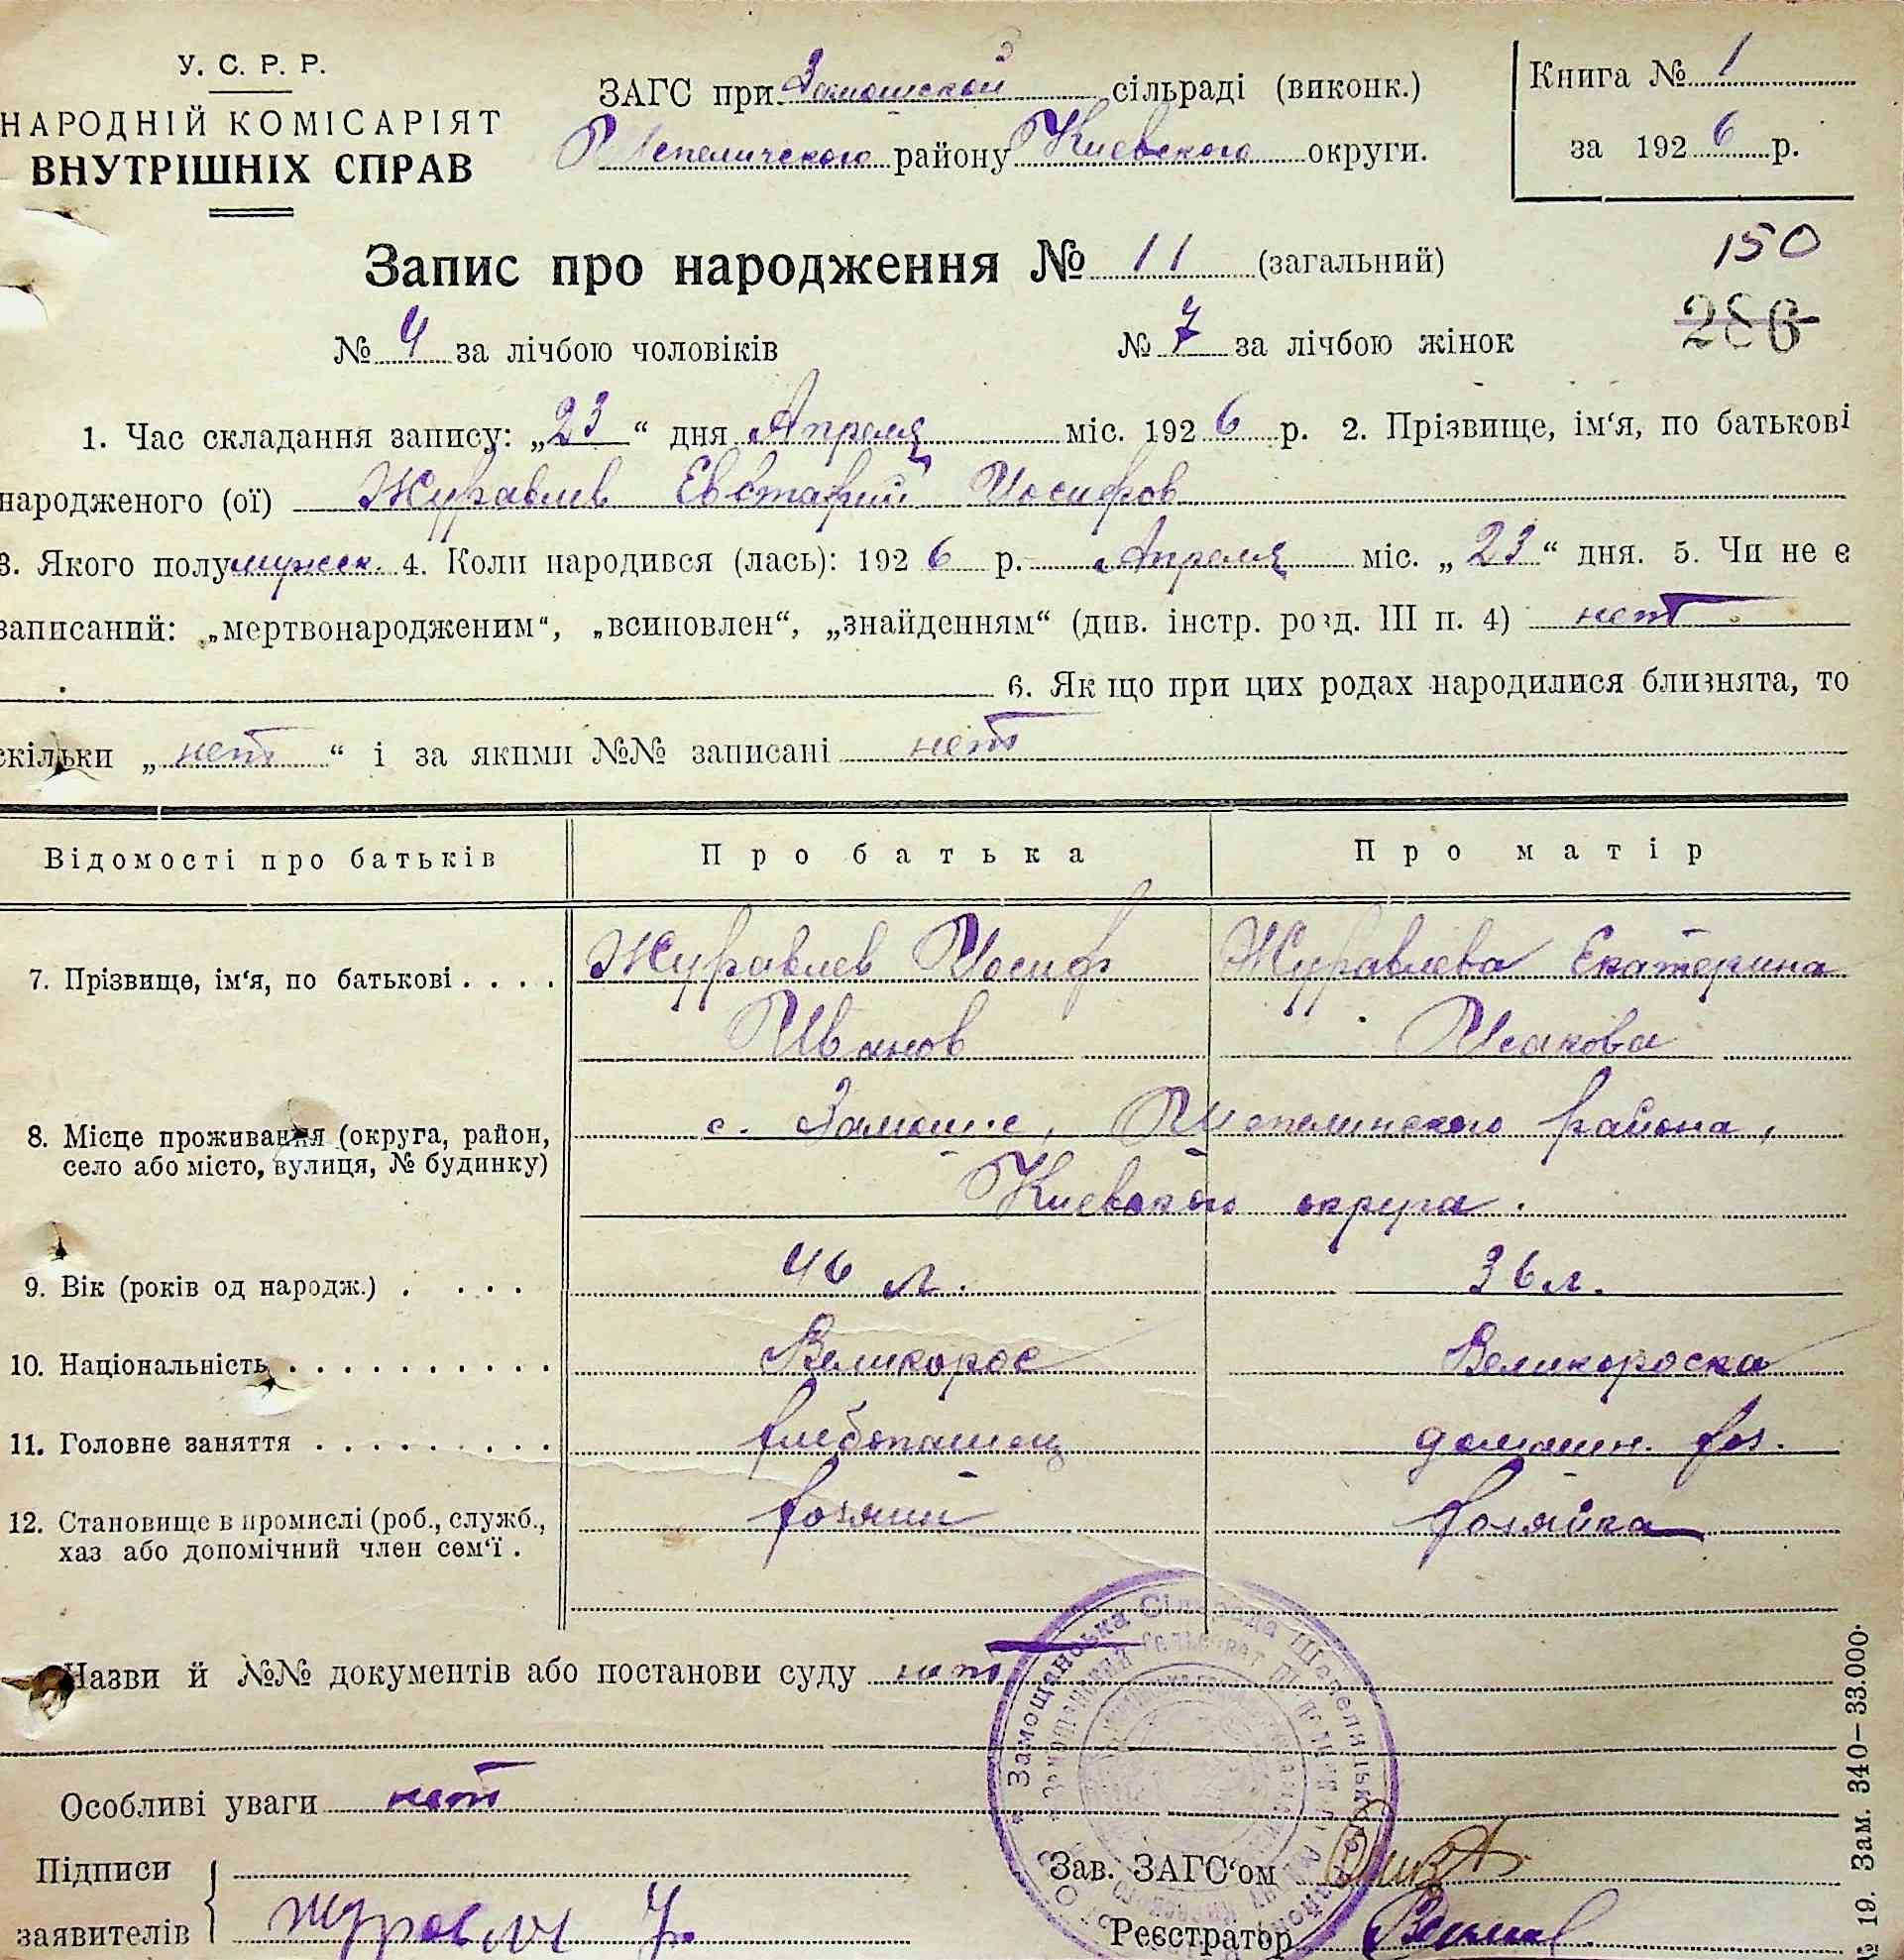 У. С. Р. Р.
НАРОДНІЙ КОМІСАРІЯТ
ВНУТРІШНІХ СПРАВ
ЗАГС при Замошской сільраді (виконк.)
району Киевского округи.
Книга № 1
за 1926 р.
Запис про народження № 11 (загальний)
150
286
№ 4 за лічбою чоловіків № 7 за лічбою жінок
1. Час складання запису: „23“ дня Апреля міс. 1926 р. 2. Прізвище, ім‘я, по батькові
народженого (ої) Журавлев Евстафий Иосифов
3. Якого полу мужск. 4. Коли народився (лась): 1926 р. Апреля міс. „23“ дня. 5. Чи не є
записаний: „мертвонародженим“, „всиновлен“, „знайденням“ (див. інстр. розд. III п. 4) нет
6. Якщо при цих родах народилися близнята, то
скільки „нет“ і за якими №№ записані нет
Відомості про батьків Про батька Про матір
7. Прізвище, ім‘я, по батькові . . . . Журавлев Иосиф Журавлева Екатерина
Иванов Исакова
8. Місце проживання (округа, район, с. Замошье, района,
село або місто, вулиця, № будинку) Киевского округа.
9. Вік (років од народж.) . . . . 46 л. 36 л.
10. Національність . . . . . . . . . . Великорос Великороска
11. Головне заняття . . . . . . . . . . хлебопашец домашн. хоз.
12. Становище в промислі (роб., служб., хозяин хозяйка
хаз або допомічний член сем‘ї .
Назви й №№ документів або постанови суду нет
Замощанська Сільрада
Особливі уваги нет
Підписи
заявителів
Зав. ЗАГС‘ом
Реєстратор
№ 19. Зам. 340—33.000.